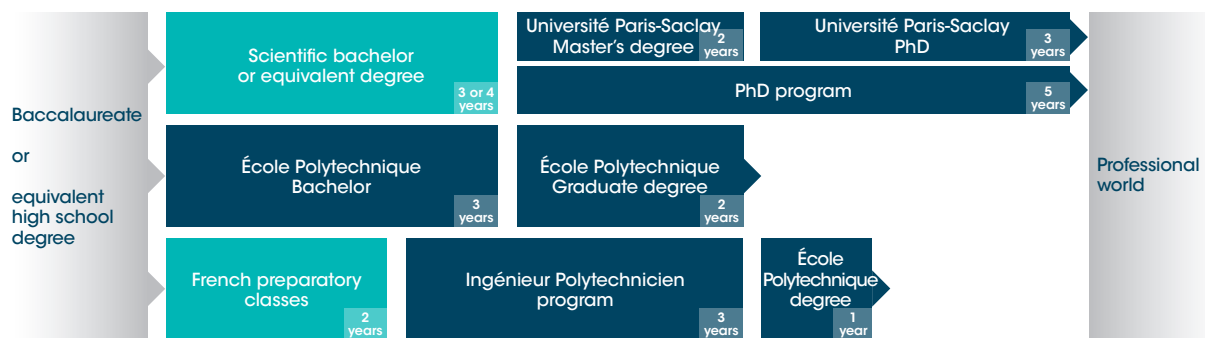 Baccalaureate
or
equivalent
high school
degree
Scientific bachelor
or equivalent degree
3 or 4
years
Université Paris-Saclay
Master's degree
2
years
Université Paris-Saclay
PhD
3
years
PhD program
5
years
École Polytechnique
Bachelor
3
years
École Polytechnique
Graduate degree
2
years
French preparatory
classes
2
years
Ingénieur Polytechnicien
program
3
years
École
Polytechnique
degree
1
year
Professional
world